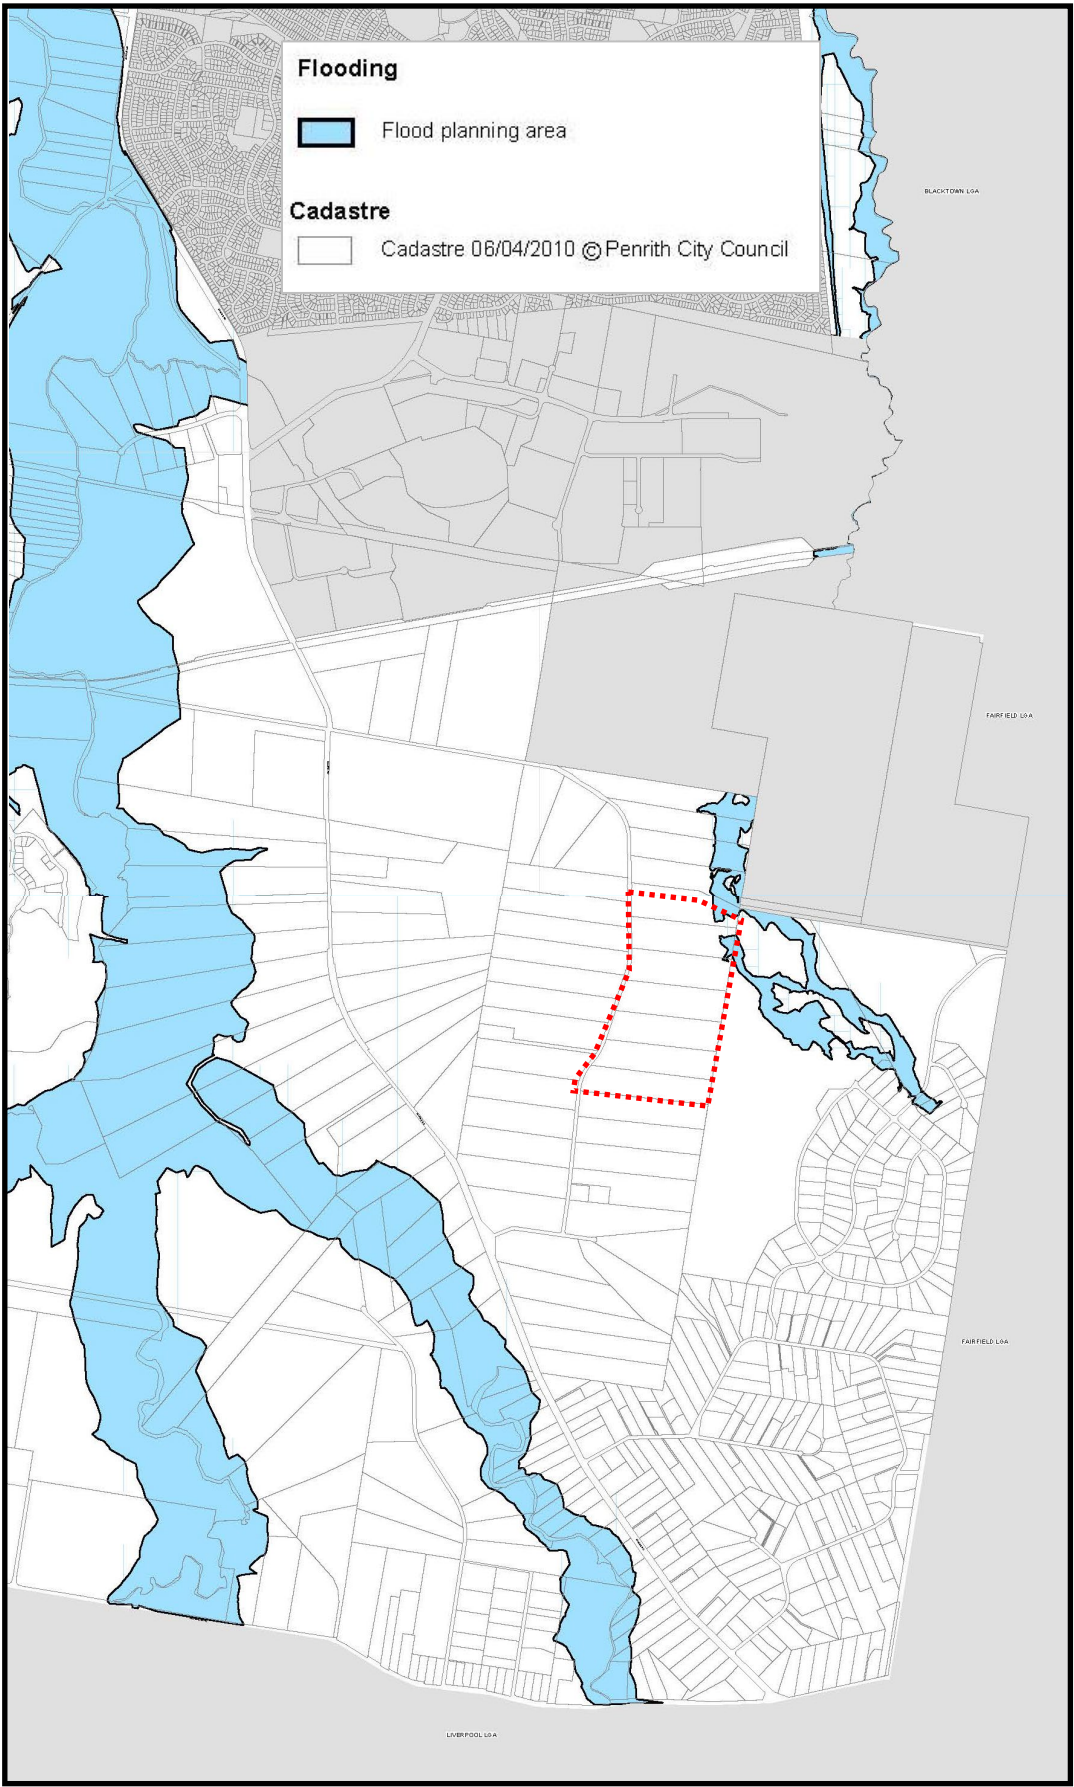 Flooding
Flood planning area
Cadastre
Cadastre 06/04/2010 © Penrith City Council
BLACKTOWN LGA
FAIRFIELD LGA
FAIRFIELD LGA
LIVERPOOL LGA